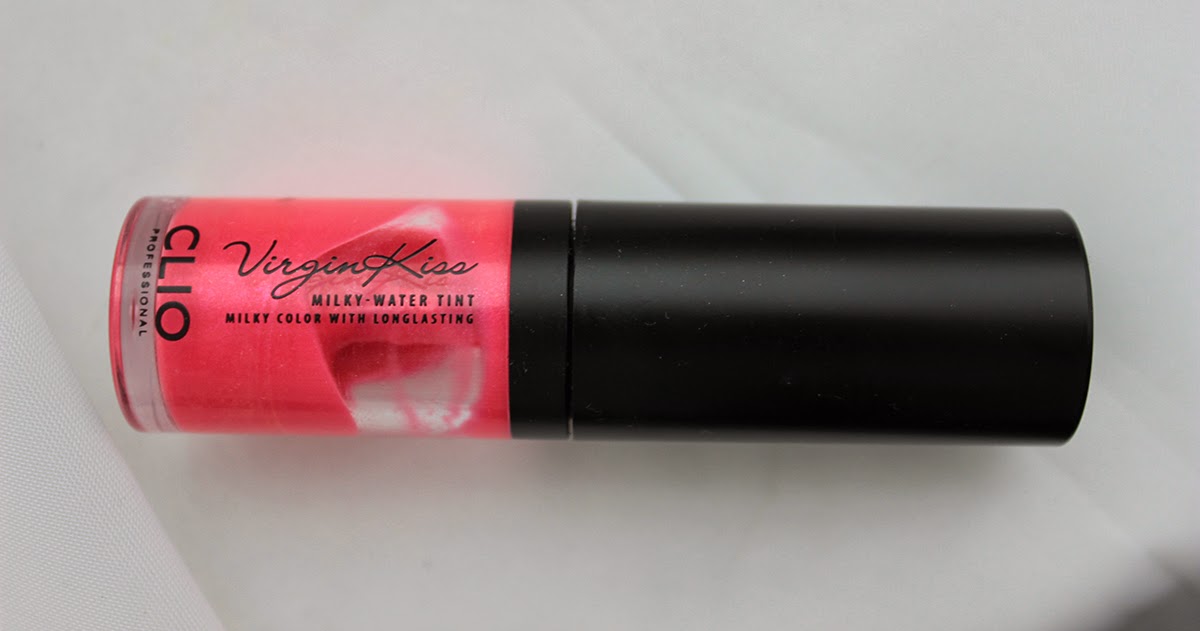 CLIO
PROFESSIONAL
VirginKiss
MILKY-WATER TINT
MILKY COLOR WITH LONGLASTING